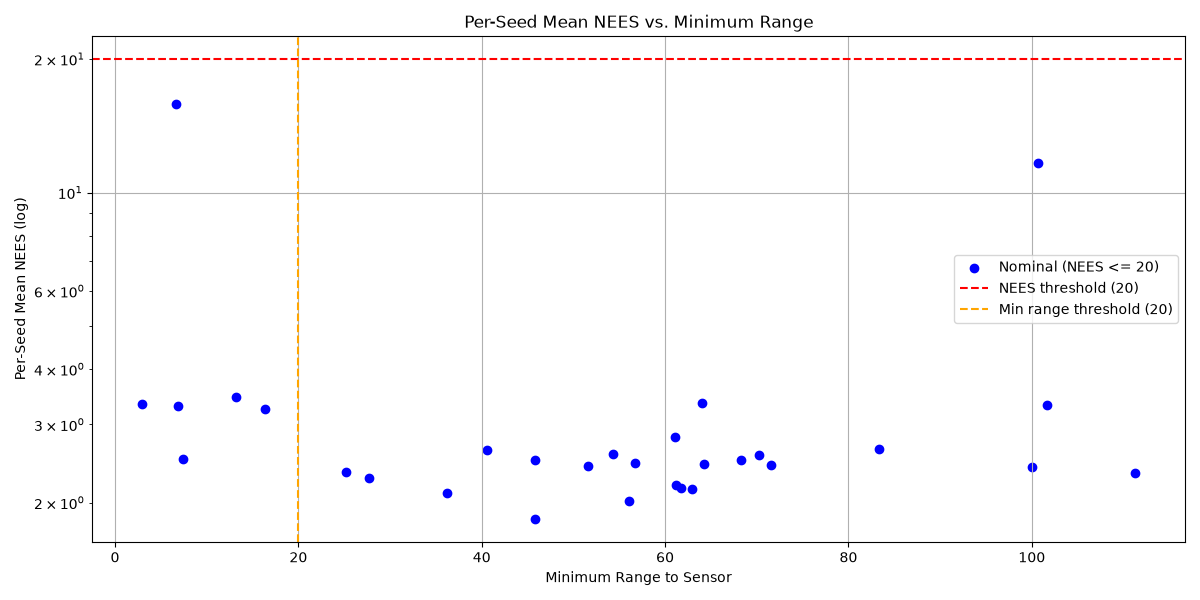 Per-Seed Mean NEES vs. Minimum Range
Per-Seed Mean NEES (log)
2 × 10¹
10¹
6 × 10⁰
4 × 10⁰
3 × 10⁰
2 × 10⁰
Nominal (NEES <= 20)
NEES threshold (20)
Min range threshold (20)
0 20 40 60 80 100
Minimum Range to Sensor